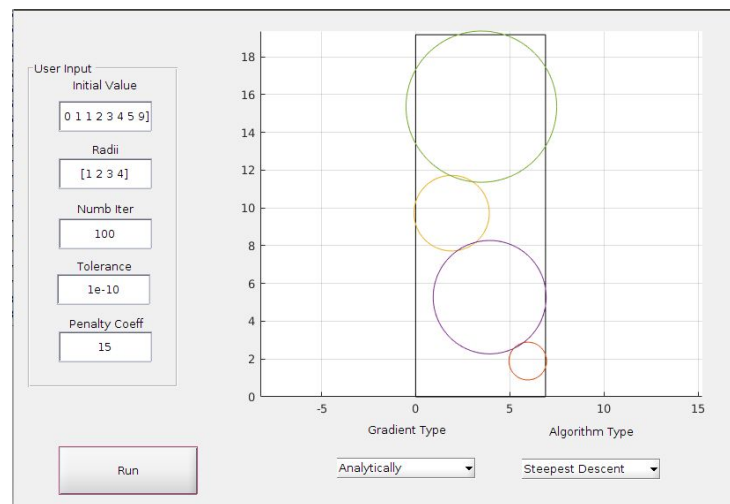 User Input
Initial Value
0 1 1 2 3 4 5 9]
Radii
[1 2 3 4]
Numb Iter
100
Tolerance
1e-10
Penalty Coeff
15
Run
18
16
14
12
10
8
6
4
2
0
-5 0 5 10 15
Gradient Type
Analytically
Algorithm Type
Steepest Descent